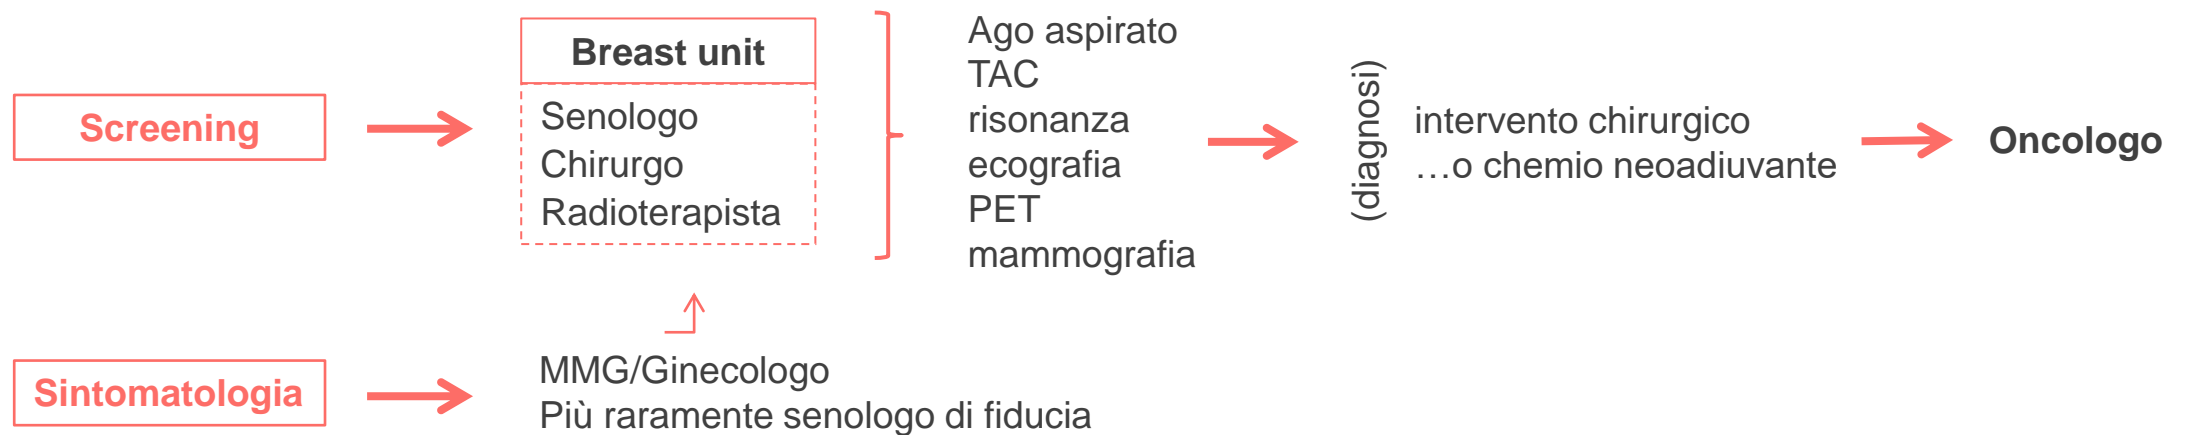 Screening
Breast unit
Senologo
Chirurgo
Radioterapista
Ago aspirato
TAC
risonanza
ecografia
PET
mammografia
(diagnosi)
intervento chirurgico
…o chemio neoadiuvante
Oncologo
Sintomatologia
MMG/Ginecologo
Più raramente senologo di fiducia